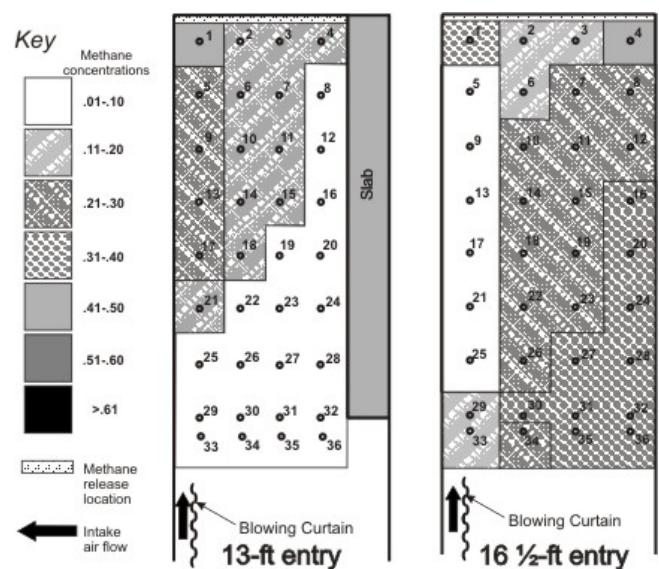 Key
Methane
concentrations
.01-.10
.11-.20
.21-.30
.31-.40
.41-.50
.51-.60
>.61
Methane
release
location
Intake
air flow
1 2 3 4
5 6 7 8
9 10 11 12
13 14 15 16
17 18 19 20
21 22 23 24
25 26 27 28
29 30 31 32
33 34 35 36
Slab
Blowing Curtain
13-ft entry
1 2 3 4
5 6 7 8
9 10 11 12
13 14 15 16
17 18 19 20
21 22 23 24
25 26 27 28
29 30 31 32
33 34 35 36
Blowing Curtain
16 ½-ft entry